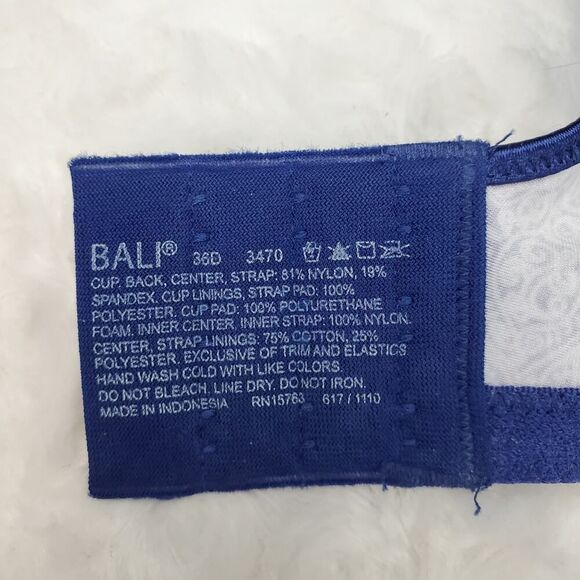 BALI® 36D 3470
CUP, BACK, CENTER, STRAP: 81% NYLON, 19%
SPANDEX. CUP LININGS, STRAP PAD: 100%
POLYESTER. CUP PAD: 100% POLYURETHANE
FOAM. INNER CENTER, INNER STRAP: 100% NYLON.
CENTER, STRAP LININGS: 75% COTTON, 25%
POLYESTER. EXCLUSIVE OF TRIM AND ELASTICS.
HAND WASH COLD WITH LIKE COLORS.
DO NOT BLEACH. LINE DRY. DO NOT IRON.
MADE IN INDONESIA RN15763 617 / 1110